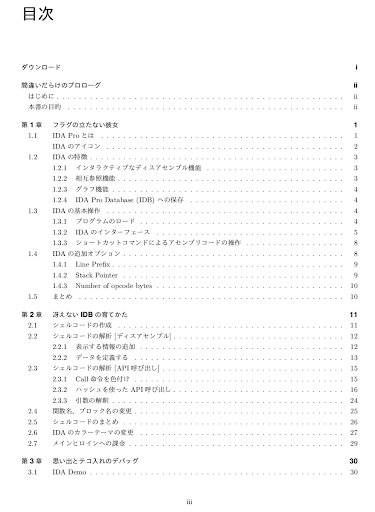 目次
ダウンロード i
間違いだらけのプロローグ ii
はじめに . . . . . . . . . . . . . . . . . . . . ii
本書の目的 . . . . . . . . . . . . . . . . . . . . ii
第 1 章 フラグの立たない彼女 1
1.1 IDA Pro とは . . . . . . . . . . . . . . . . . . . . 1
IDA のアイコン . . . . . . . . . . . . . . . . . . . . 2
1.2 IDA の特徴 . . . . . . . . . . . . . . . . . . . . 3
1.2.1 インタラクティブなディスアセンブル機能 . . . . . . . . . . . . . . . . . . . . 3
1.2.2 相互参照機能 . . . . . . . . . . . . . . . . . . . . 3
1.2.3 グラフ機能 . . . . . . . . . . . . . . . . . . . . 4
1.2.4 IDA Pro Database (IDB) への保存 . . . . . . . . . . . . . . . . . . . . 4
1.3 IDA の基本操作 . . . . . . . . . . . . . . . . . . . . 4
1.3.1 プログラムのロード . . . . . . . . . . . . . . . . . . . . 4
1.3.2 IDA のインターフェース . . . . . . . . . . . . . . . . . . . . 5
1.3.3 ショートカットコマンドによるアセンブリコードの操作 . . . . . . . . . . . . . . . . . . . . 8
1.4 IDA の追加オプション . . . . . . . . . . . . . . . . . . . . 8
1.4.1 Line Prefix . . . . . . . . . . . . . . . . . . . . 9
1.4.2 Stack Pointer . . . . . . . . . . . . . . . . . . . . 9
1.4.3 Number of opcode bytes . . . . . . . . . . . . . . . . . . . . 10
1.5 まとめ . . . . . . . . . . . . . . . . . . . . 10
第 2 章 冴えない IDB の育てかた 11
2.1 シェルコードの作成 . . . . . . . . . . . . . . . . . . . . 11
2.2 シェルコードの解析 [ディスアセンブル] . . . . . . . . . . . . . . . . . . . . 12
2.2.1 表示する情報の追加 . . . . . . . . . . . . . . . . . . . . 12
2.2.2 データを定義する . . . . . . . . . . . . . . . . . . . . 13
2.3 シェルコードの解析 [API 呼び出し] . . . . . . . . . . . . . . . . . . . . 15
2.3.1 Call 命令を色付け . . . . . . . . . . . . . . . . . . . . 15
2.3.2 ハッシュを使った API 呼び出し . . . . . . . . . . . . . . . . . . . . 16
2.3.3 引数の解釈 . . . . . . . . . . . . . . . . . . . . 24
2.4 関数名，ブロック名の変更 . . . . . . . . . . . . . . . . . . . . 25
2.5 シェルコードのまとめ . . . . . . . . . . . . . . . . . . . . 26
2.6 IDA のカラーテーマの変更 . . . . . . . . . . . . . . . . . . . . 27
2.7 メインヒロインへの課金 . . . . . . . . . . . . . . . . . . . . 29
第 3 章 思い出とテコ入れのデバッグ 30
3.1 IDA Demo . . . . . . . . . . . . . . . . . . . . 30
iii